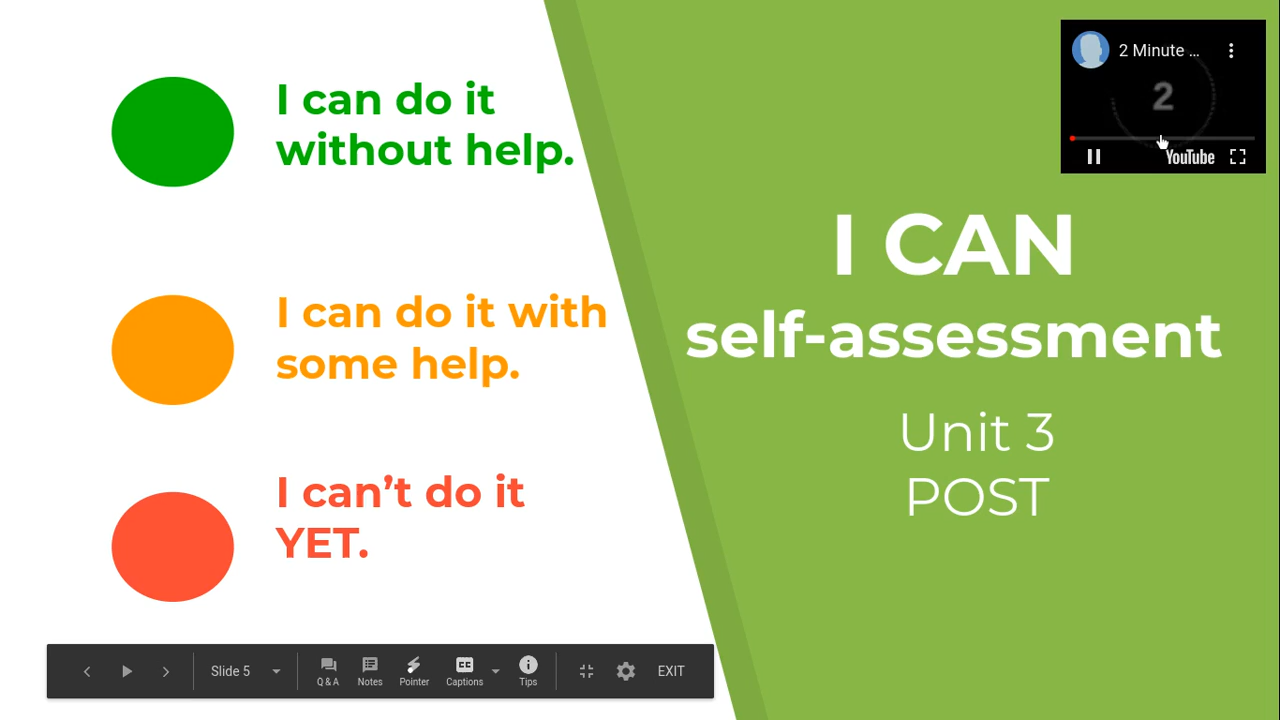 I can do it
without help.
I can do it with
some help.
I can't do it
YET.
2 Minute ...
2
YouTube
I CAN
self-assessment
Unit 3
POST
Slide 5
Q & A
Notes
Pointer
CC
Captions
Tips
EXIT